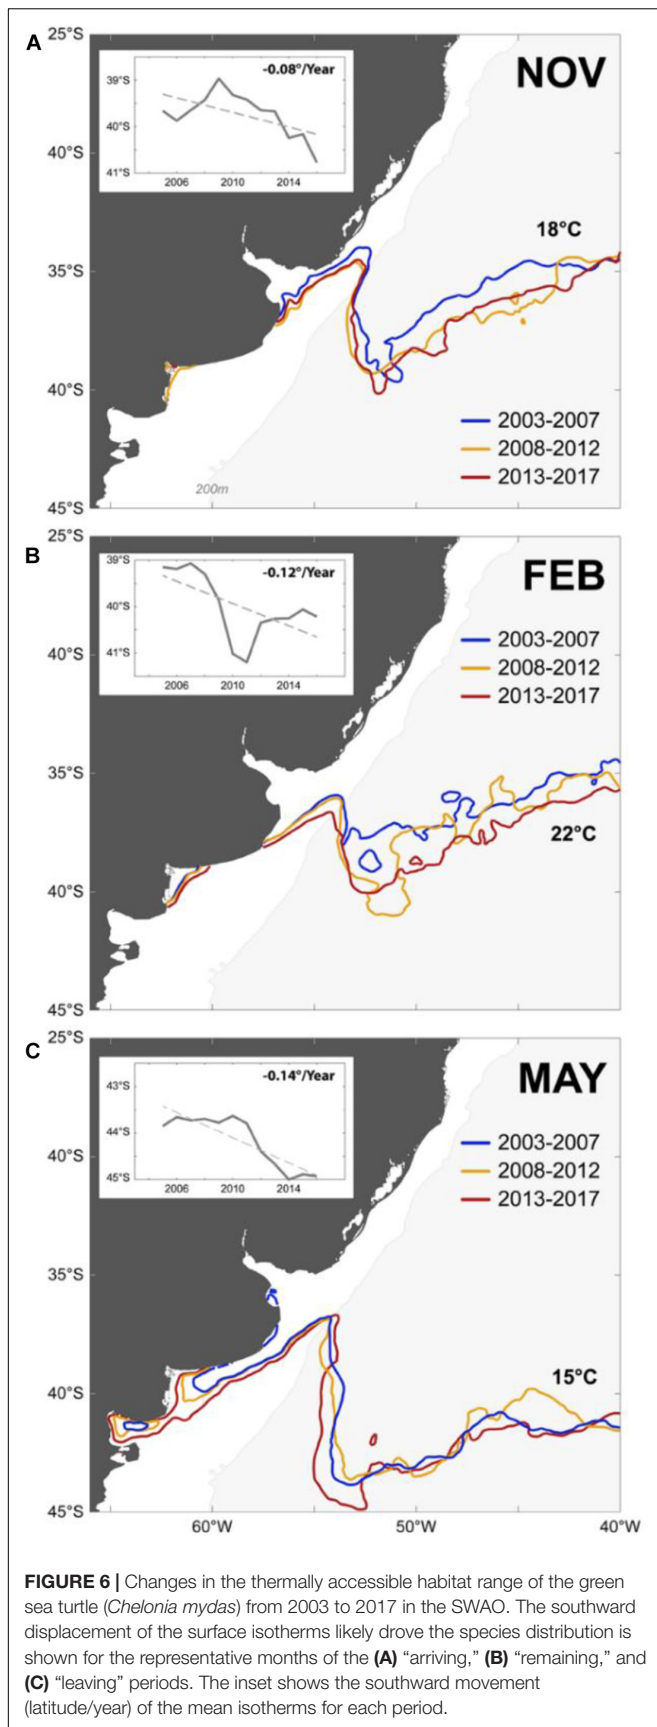 A
25°S
-0.08°/Year
NOV
39°S
40°S
41°S
2006
2010
2014
40°S
18°C
35°S
40°S
2003-2007
2008-2012
2013-2017
200m
45°S
B
25°S
39°S
-0.12°/Year
FEB
40°S
41°S
2006
2010
2014
2003-2007
2008-2012
2013-2017
40°S
35°S
22°C
40°S
45°S
C
25°S
-0.14°/Year
MAY
43°S
44°S
45°S
2006
2010
2014
2003-2007
2008-2012
2013-2017
40°S
35°S
15°C
40°S
45°S
60°W
50°W
40°W
FIGURE 6 | Changes in the thermally accessible habitat range of the green
sea turtle (Chelonia mydas) from 2003 to 2017 in the SWAO. The southward
displacement of the surface isotherms likely drove the species distribution is
shown for the representative months of the (A) “arriving,” (B) “remaining,” and
(C) “leaving” periods. The inset shows the southward movement
(latitude/year) of the mean isotherms for each period.